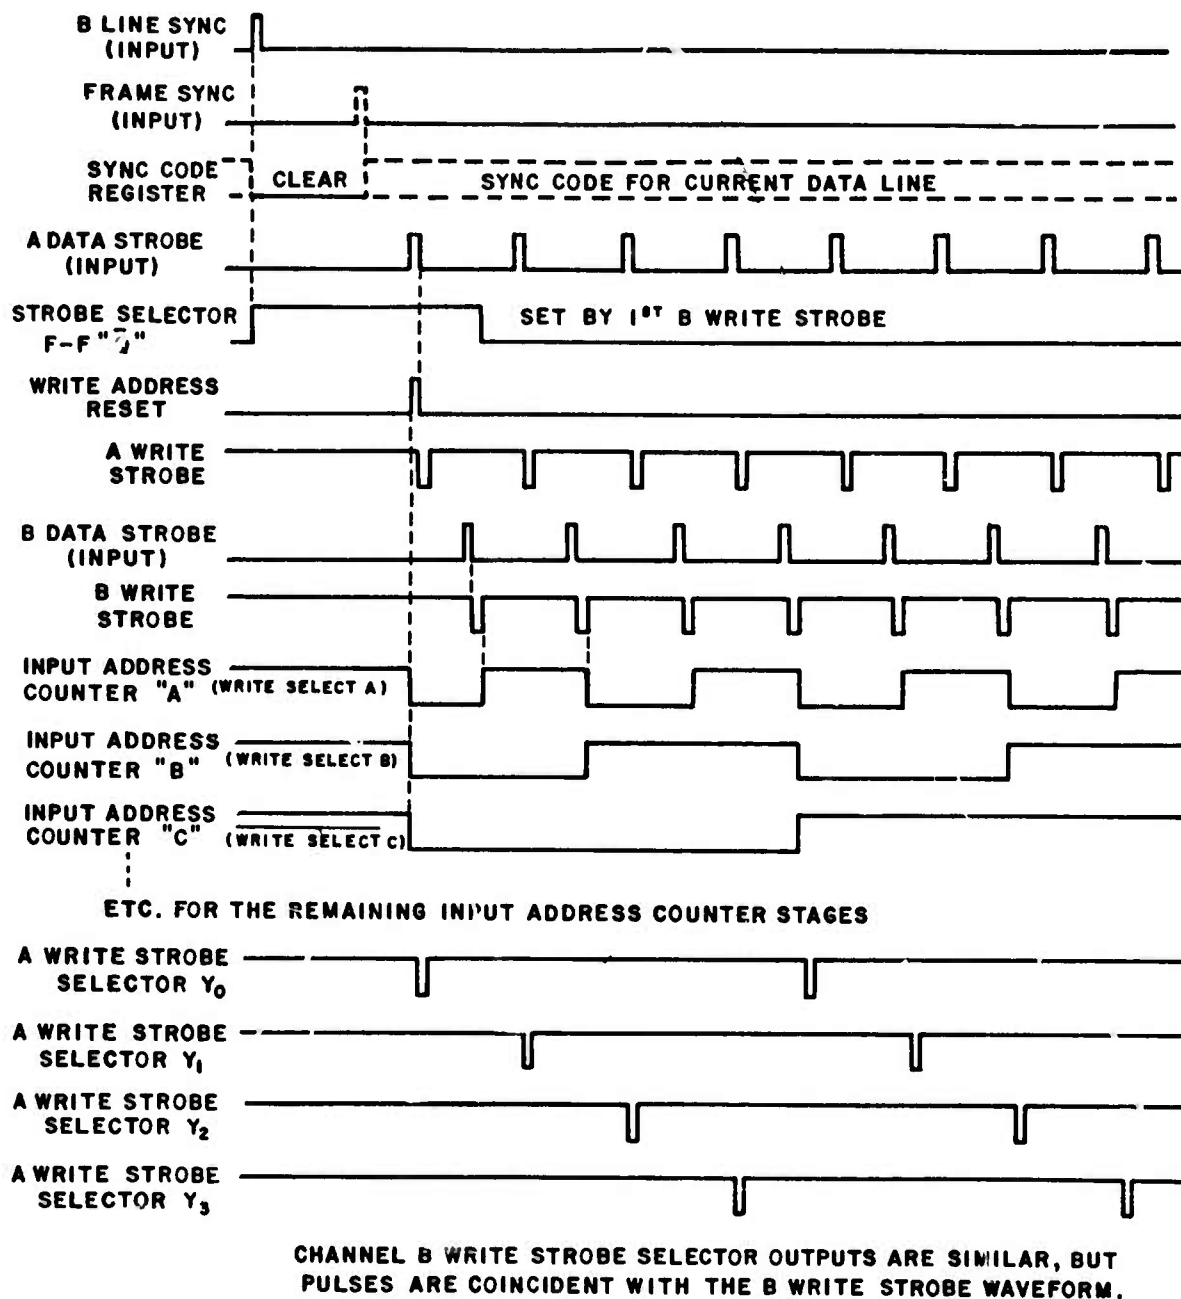 B LINE SYNC
(INPUT)
FRAME SYNC
(INPUT)
SYNC CODE
REGISTER
CLEAR
SYNC CODE FOR CURRENT DATA LINE
A DATA STROBE
(INPUT)
STROBE SELECTOR
F-F
SET BY 1ST B WRITE STROBE
WRITE ADDRESS
RESET
A WRITE
STROBE
B DATA STROBE
(INPUT)
B WRITE
STROBE
INPUT ADDRESS
COUNTER "A" (WRITE SELECT A)
INPUT ADDRESS
COUNTER "B" (WRITE SELECT B)
INPUT ADDRESS
COUNTER "C" (WRITE SELECT C)
ETC. FOR THE REMAINING INPUT ADDRESS COUNTER STAGES
A WRITE STROBE
SELECTOR Y0
A WRITE STROBE
SELECTOR Y1
A WRITE STROBE
SELECTOR Y2
A WRITE STROBE
SELECTOR Y3
CHANNEL B WRITE STROBE SELECTOR OUTPUTS ARE SIMILAR, BUT
PULSES ARE COINCIDENT WITH THE B WRITE STROBE WAVEFORM.